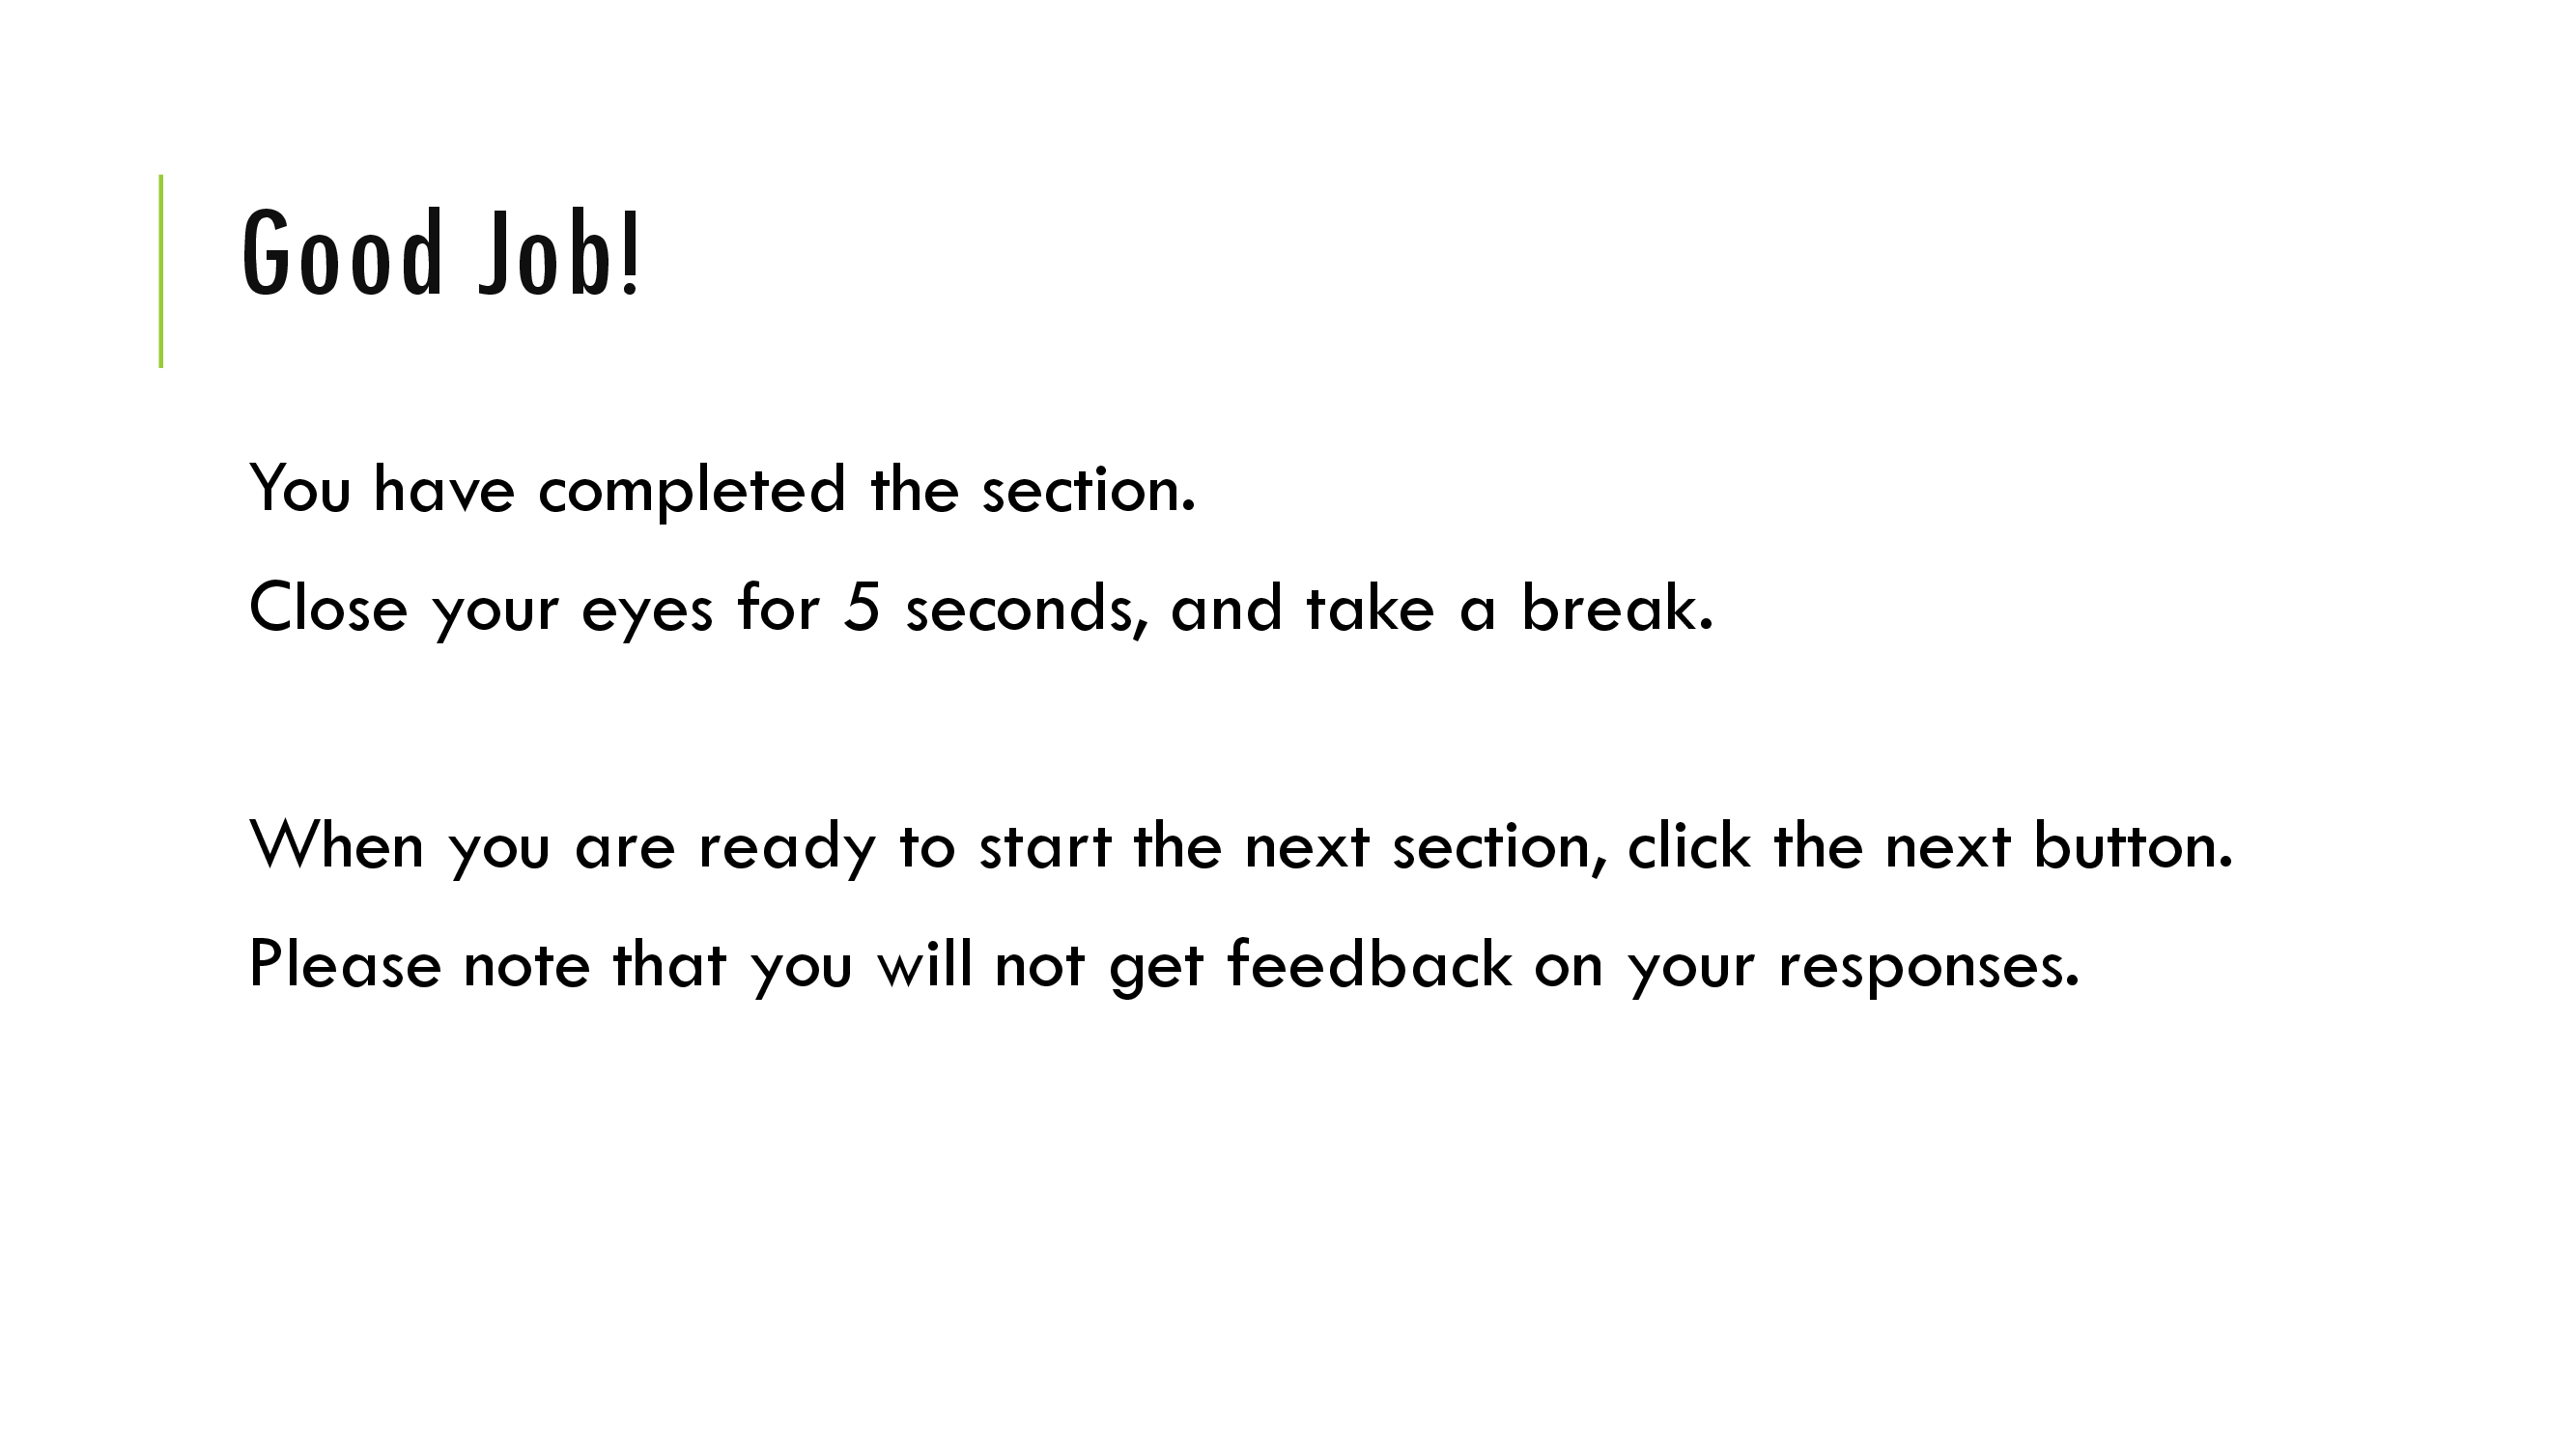 Good Job!
You have completed the section.
Close your eyes for 5 seconds, and take a break.
When you are ready to start the next section, click the next button.
Please note that you will not get feedback on your responses.